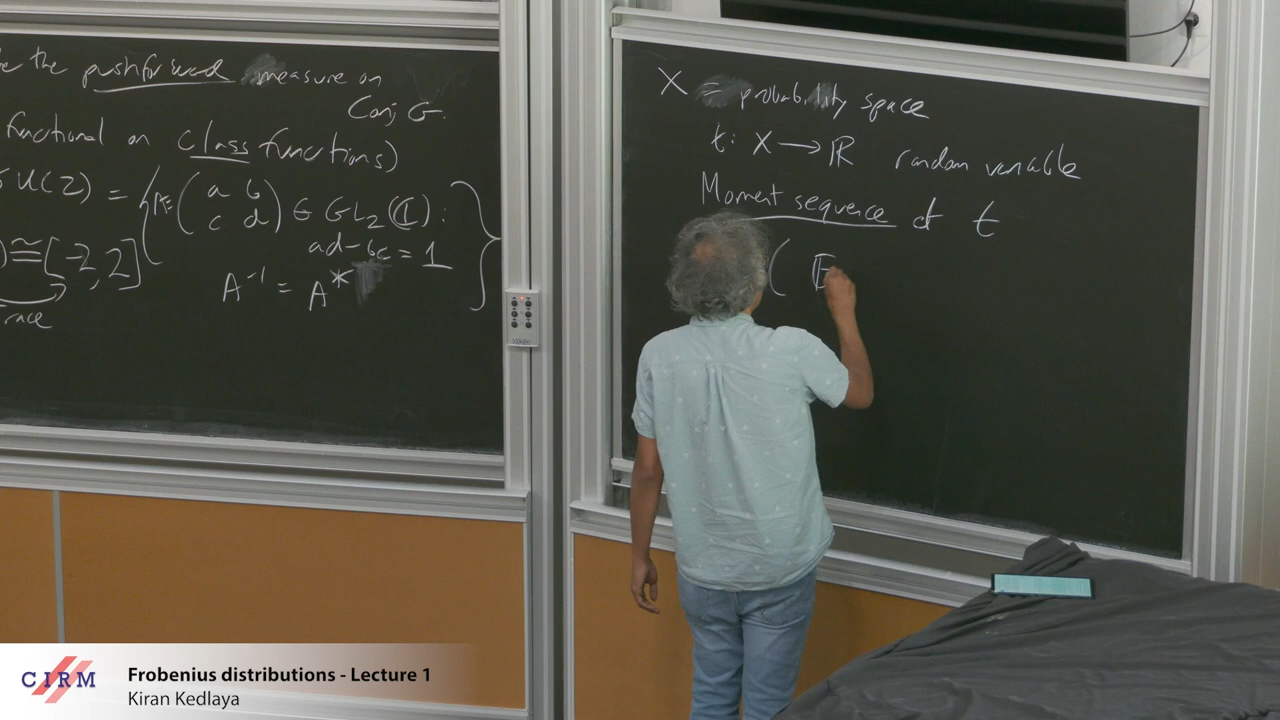 the pushforward measure on
Conj G.
functional on class functions)
SU(2) = { A = ( a b
c d ) ∈ GL₂(ℂ) :
ad - bc = 1
) ≅ [-2, 2]
A⁻¹ = A* }
race
X = probability space
t: X → ℝ random variable
Moment sequence of t
( 𝔼
CIRM
Frobenius distributions - Lecture 1
Kiran Kedlaya